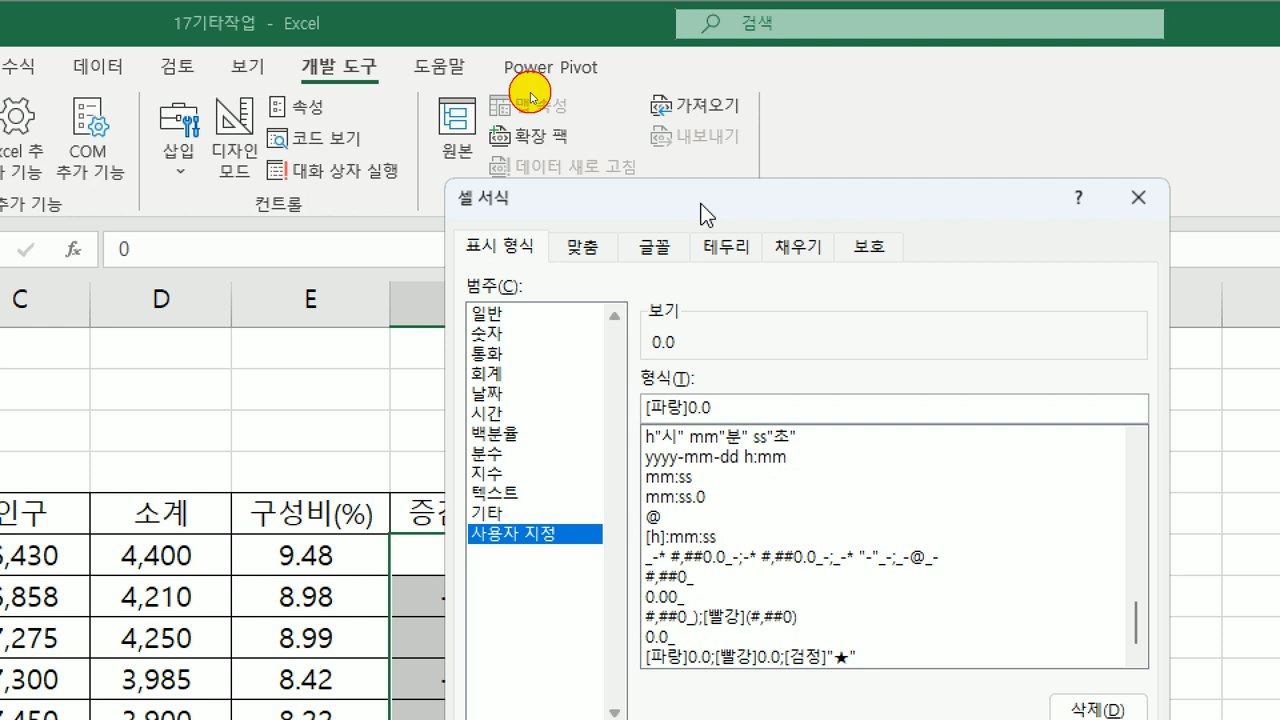 17기타작업 - Excel
검색
수식 데이터 검토 보기 개발 도구 도움말 Power Pivot
맵 속성
속성
가져오기
코드 보기
확장 팩
내보내기
xcel 추
가 기능
COM
추가 기능
삽입
디자인
모드
대화 상자 실행
원본
데이터 새로 고침
추가 기능
컨트롤
셀 서식
?
fx
0
표시 형식 맞춤 글꼴 테두리 채우기 보호
C D E
범주(C):
일반
숫자
통화
회계
날짜
시간
백분율
분수
지수
텍스트
기타
사용자 지정
보기
0.0
형식(T):
[파랑]0.0
h"시" mm"분" ss"초"
yyyy-mm-dd h:mm
mm:ss
mm:ss.0
@
[h]:mm:ss
_-* #,##0.0_-;-* #,##0.0_-;_-* "-"_-;_-@_-
#,##0_
0.00_
#,##0_);[빨강](#,##0)
0.0_
[파랑]0.0;[빨강]0.0;[검정]"★"
삭제(D)
인구 소계 구성비(%)
,430 4,400 9.48
,858 4,210 8.98
,275 4,250 8.99
,300 3,985 8.42
,450 3,900 8.22